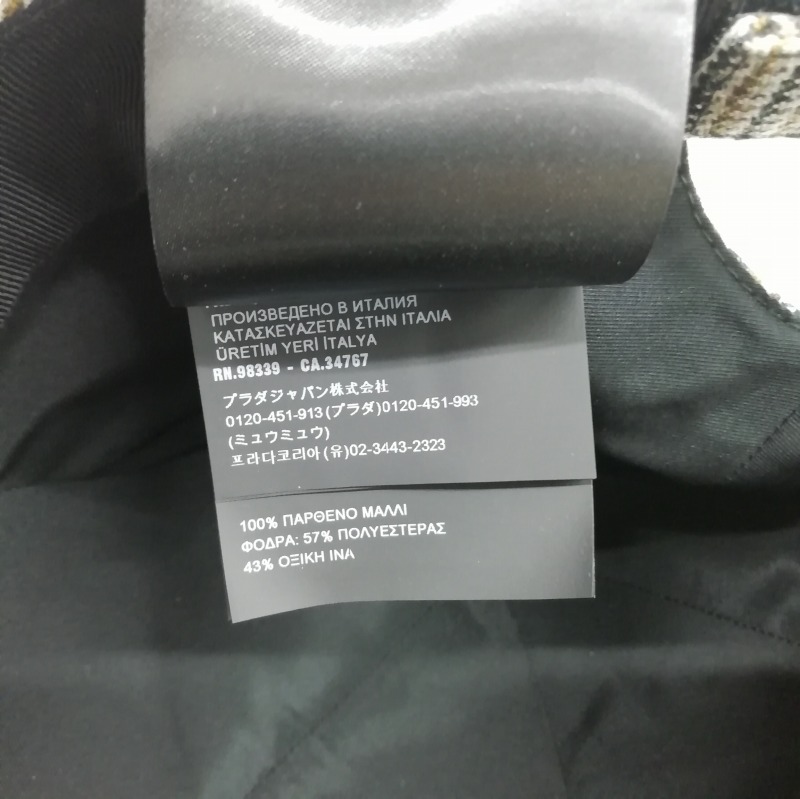 ПРОИЗВЕДЕНО В ИТАЛИЯ
ΚΑΤΑΣΚΕΥΑΖΕΤΑΙ ΣΤΗΝ ΙΤΑΛΙΑ
ÜRETİM YERİ İTALYA
RN.98339 - CA.34767
プラダジャパン株式会社
0120-451-913(プラダ)0120-451-993
(ミュウミュウ)
프라다코리아(유)02-3443-2323
100% ΠΑΡΘΕΝΟ ΜΑΛΛΙ
ΦΟΔΡΑ: 57% ΠΟΛΥΕΣΤΕΡΑΣ
43% ΟΞΙΚΗ ΙΝΑ